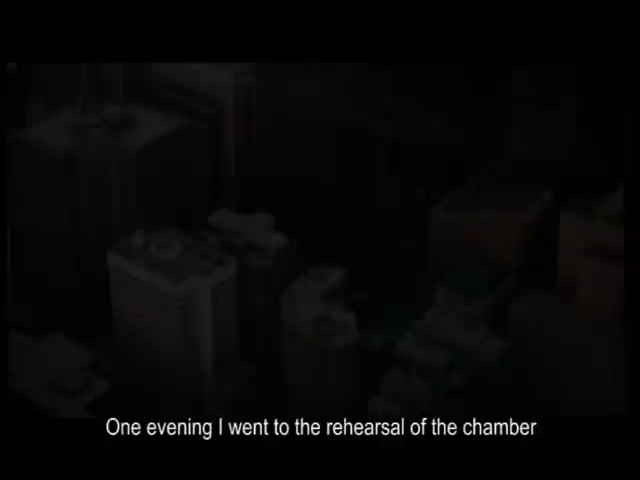 One evening I went to the rehearsal of the chamber